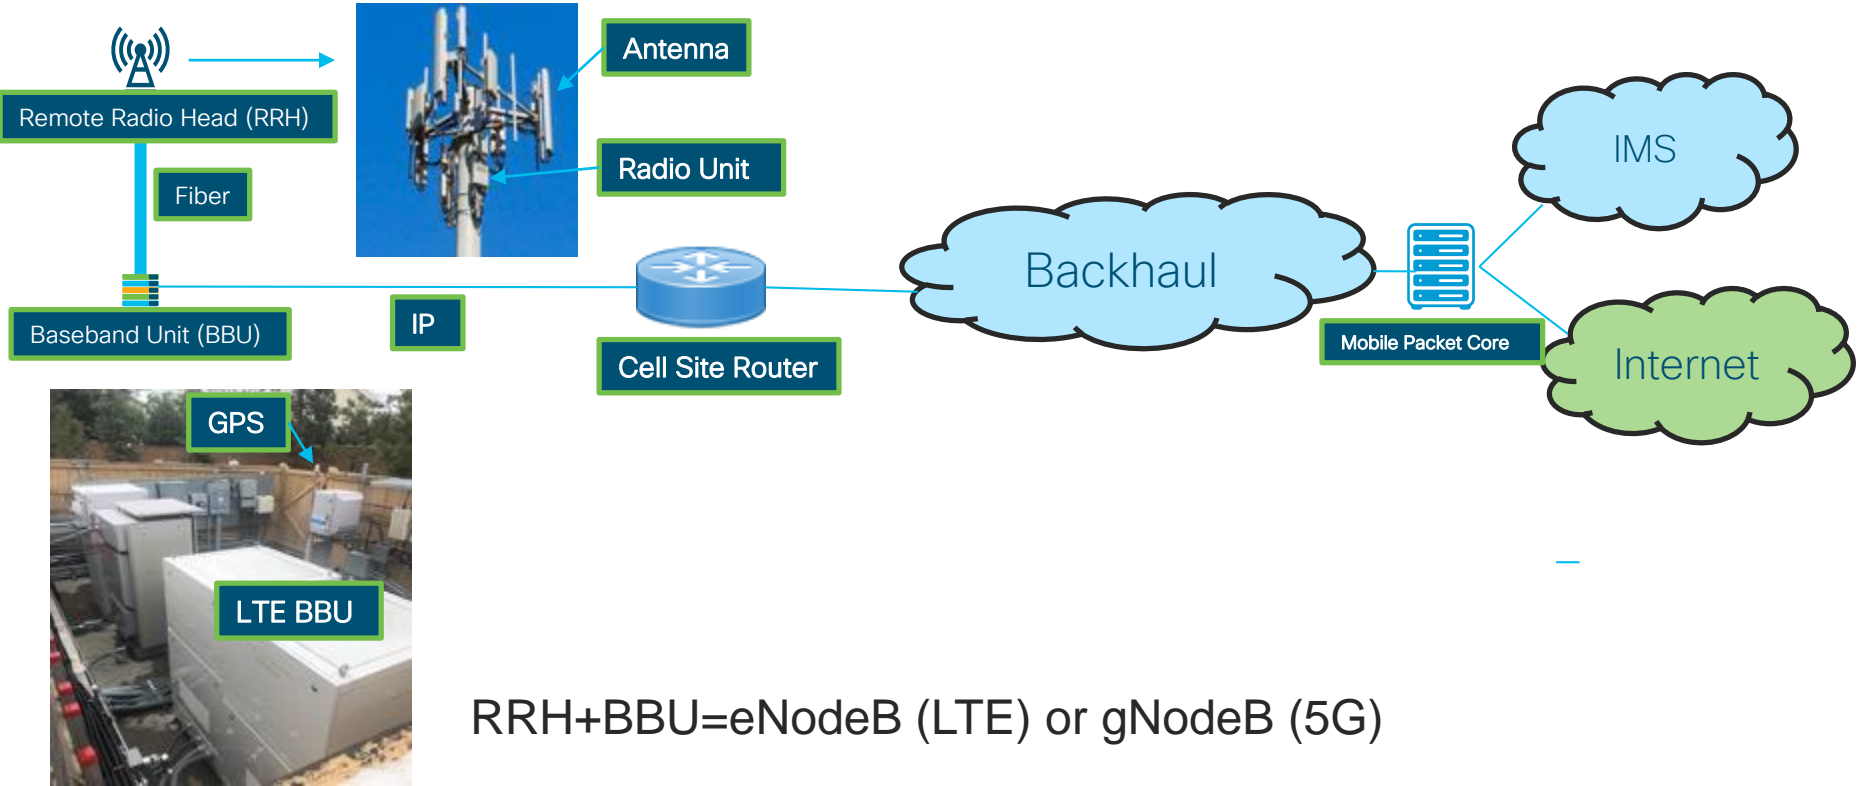 Antenna
Remote Radio Head (RRH)
Radio Unit
Fiber
IMS
Backhaul
IP
Baseband Unit (BBU)
Cell Site Router
Mobile Packet Core
Internet
GPS
LTE BBU
RRH+BBU=eNodeB (LTE) or gNodeB (5G)